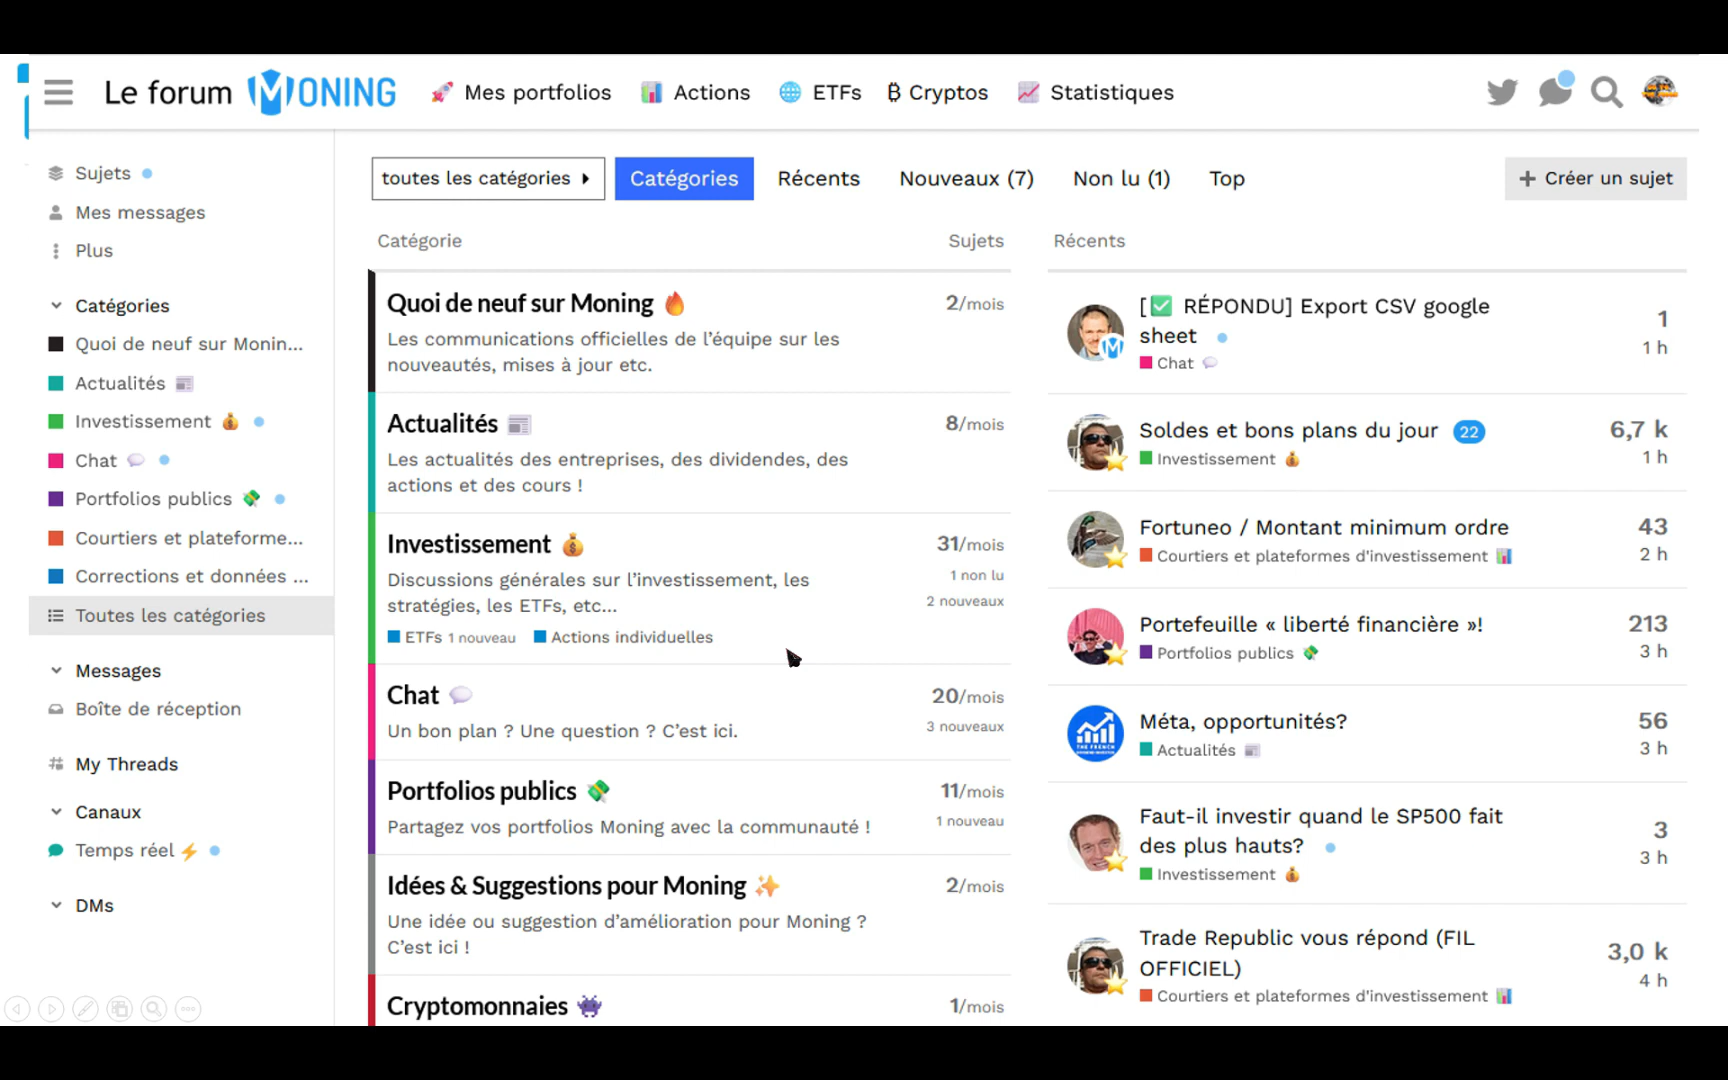 Le forum MONING
Mes portfolios
Actions
ETFs
Cryptos
Statistiques
Sujets
Mes messages
Plus
Catégories
Quoi de neuf sur Monin...
Actualités
Investissement
Chat
Portfolios publics
Courtiers et plateforme...
Corrections et données ...
Toutes les catégories
Messages
Boîte de réception
My Threads
Canaux
Temps réel
DMs
toutes les catégories
Catégories
Récents
Nouveaux (7)
Non lu (1)
Top
+ Créer un sujet
Catégorie Sujets
Quoi de neuf sur Moning 2/mois
Les communications officielles de l'équipe sur les
nouveautés, mises à jour etc.
Actualités 8/mois
Les actualités des entreprises, des dividendes, des
actions et des cours !
Investissement 31/mois
Discussions générales sur l'investissement, les 1 non lu
stratégies, les ETFs, etc... 2 nouveaux
ETFs 1 nouveau Actions individuelles
Chat 20/mois
Un bon plan ? Une question ? C'est ici. 3 nouveaux
Portfolios publics 11/mois
Partagez vos portfolios Moning avec la communauté ! 1 nouveau
Idées & Suggestions pour Moning 2/mois
Une idée ou suggestion d'amélioration pour Moning ?
C'est ici !
Cryptomonnaies 1/mois
Récents
[✅ RÉPONDU] Export CSV google 1
sheet 1 h
Chat
Soldes et bons plans du jour 22 6,7 k
Investissement 1 h
Fortuneo / Montant minimum ordre 43
Courtiers et plateformes d'investissement 2 h
Portefeuille « liberté financière »! 213
Portfolios publics 3 h
Méta, opportunités? 56
Actualités 3 h
Faut-il investir quand le SP500 fait 3
des plus hauts? 3 h
Investissement
Trade Republic vous répond (FIL 3,0 k
OFFICIEL) 4 h
Courtiers et plateformes d'investissement